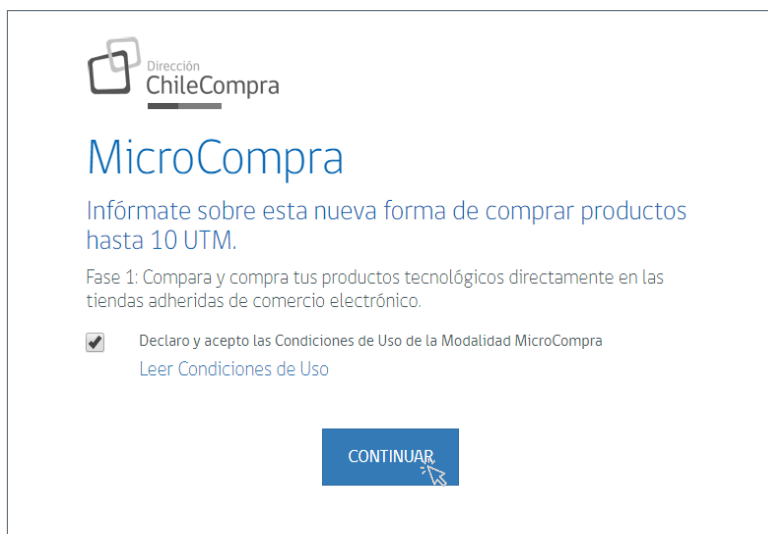 Dirección
ChileCompra
MicroCompra
Infórmate sobre esta nueva forma de comprar productos
hasta 10 UTM.
Fase 1: Compara y compra tus productos tecnológicos directamente en las
tiendas adheridas de comercio electrónico.
Declaro y acepto las Condiciones de Uso de la Modalidad MicroCompra
Leer Condiciones de Uso
CONTINUAR